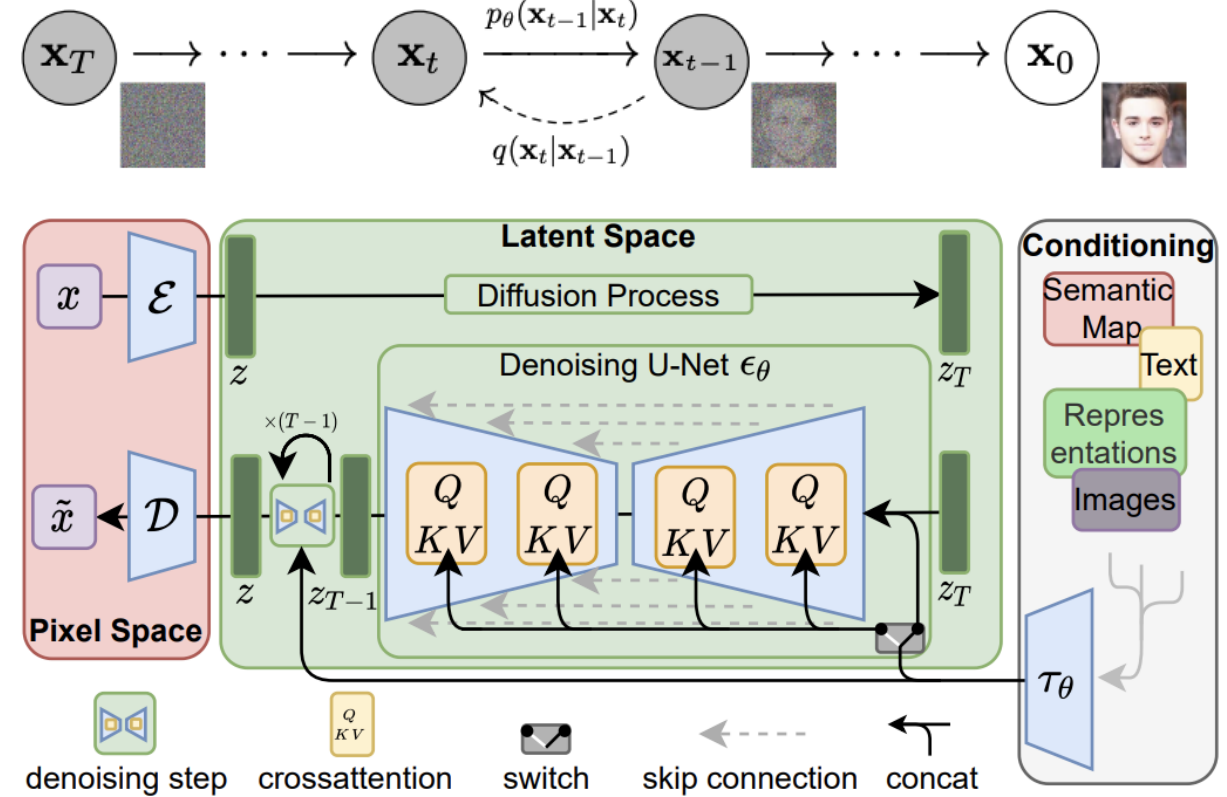 p_θ(x_{t−1}|x_t)
x_T → ··· → x_t → x_{t−1} → ··· → x_0
q(x_t|x_{t−1})
Latent Space
Conditioning
x
ℰ
Diffusion Process
Semantic
Map
z
Denoising U-Net ϵ_θ
z_T
Text
×(T−1)
Repres
entations
Images
x̃
𝒟
Q
KV
Q
KV
Q
KV
Q
KV
z
z_{T−1}
z_T
Pixel Space
τ_θ
Q
KV
denoising step
crossattention
switch
skip connection
concat